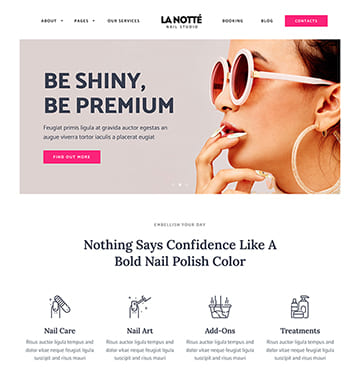 ABOUT PAGES OUR SERVICES LA NOTTÉ BOOKING BLOG CONTACTS
NAIL STUDIO
BE SHINY,
BE PREMIUM
Feugiat primis ligula at gravida auctor egestas an
augue viverra tortor iaculis a placerat eugiat
FIND OUT MORE
EMBELLISH YOUR DAY
Nothing Says Confidence Like A
Bold Nail Polish Color
Nail Care Nail Art Add-Ons Treatments
Risus auctor ligula tempus and Risus auctor ligula tempus and Risus auctor ligula tempus and Risus auctor ligula tempus and
dolor vitae neque feugiat ligula dolor vitae neque feugiat ligula dolor vitae neque feugiat ligula dolor vitae neque feugiat ligula
suscipit and risus mauri suscipit and risus mauri suscipit and risus mauri suscipit and risus mauri